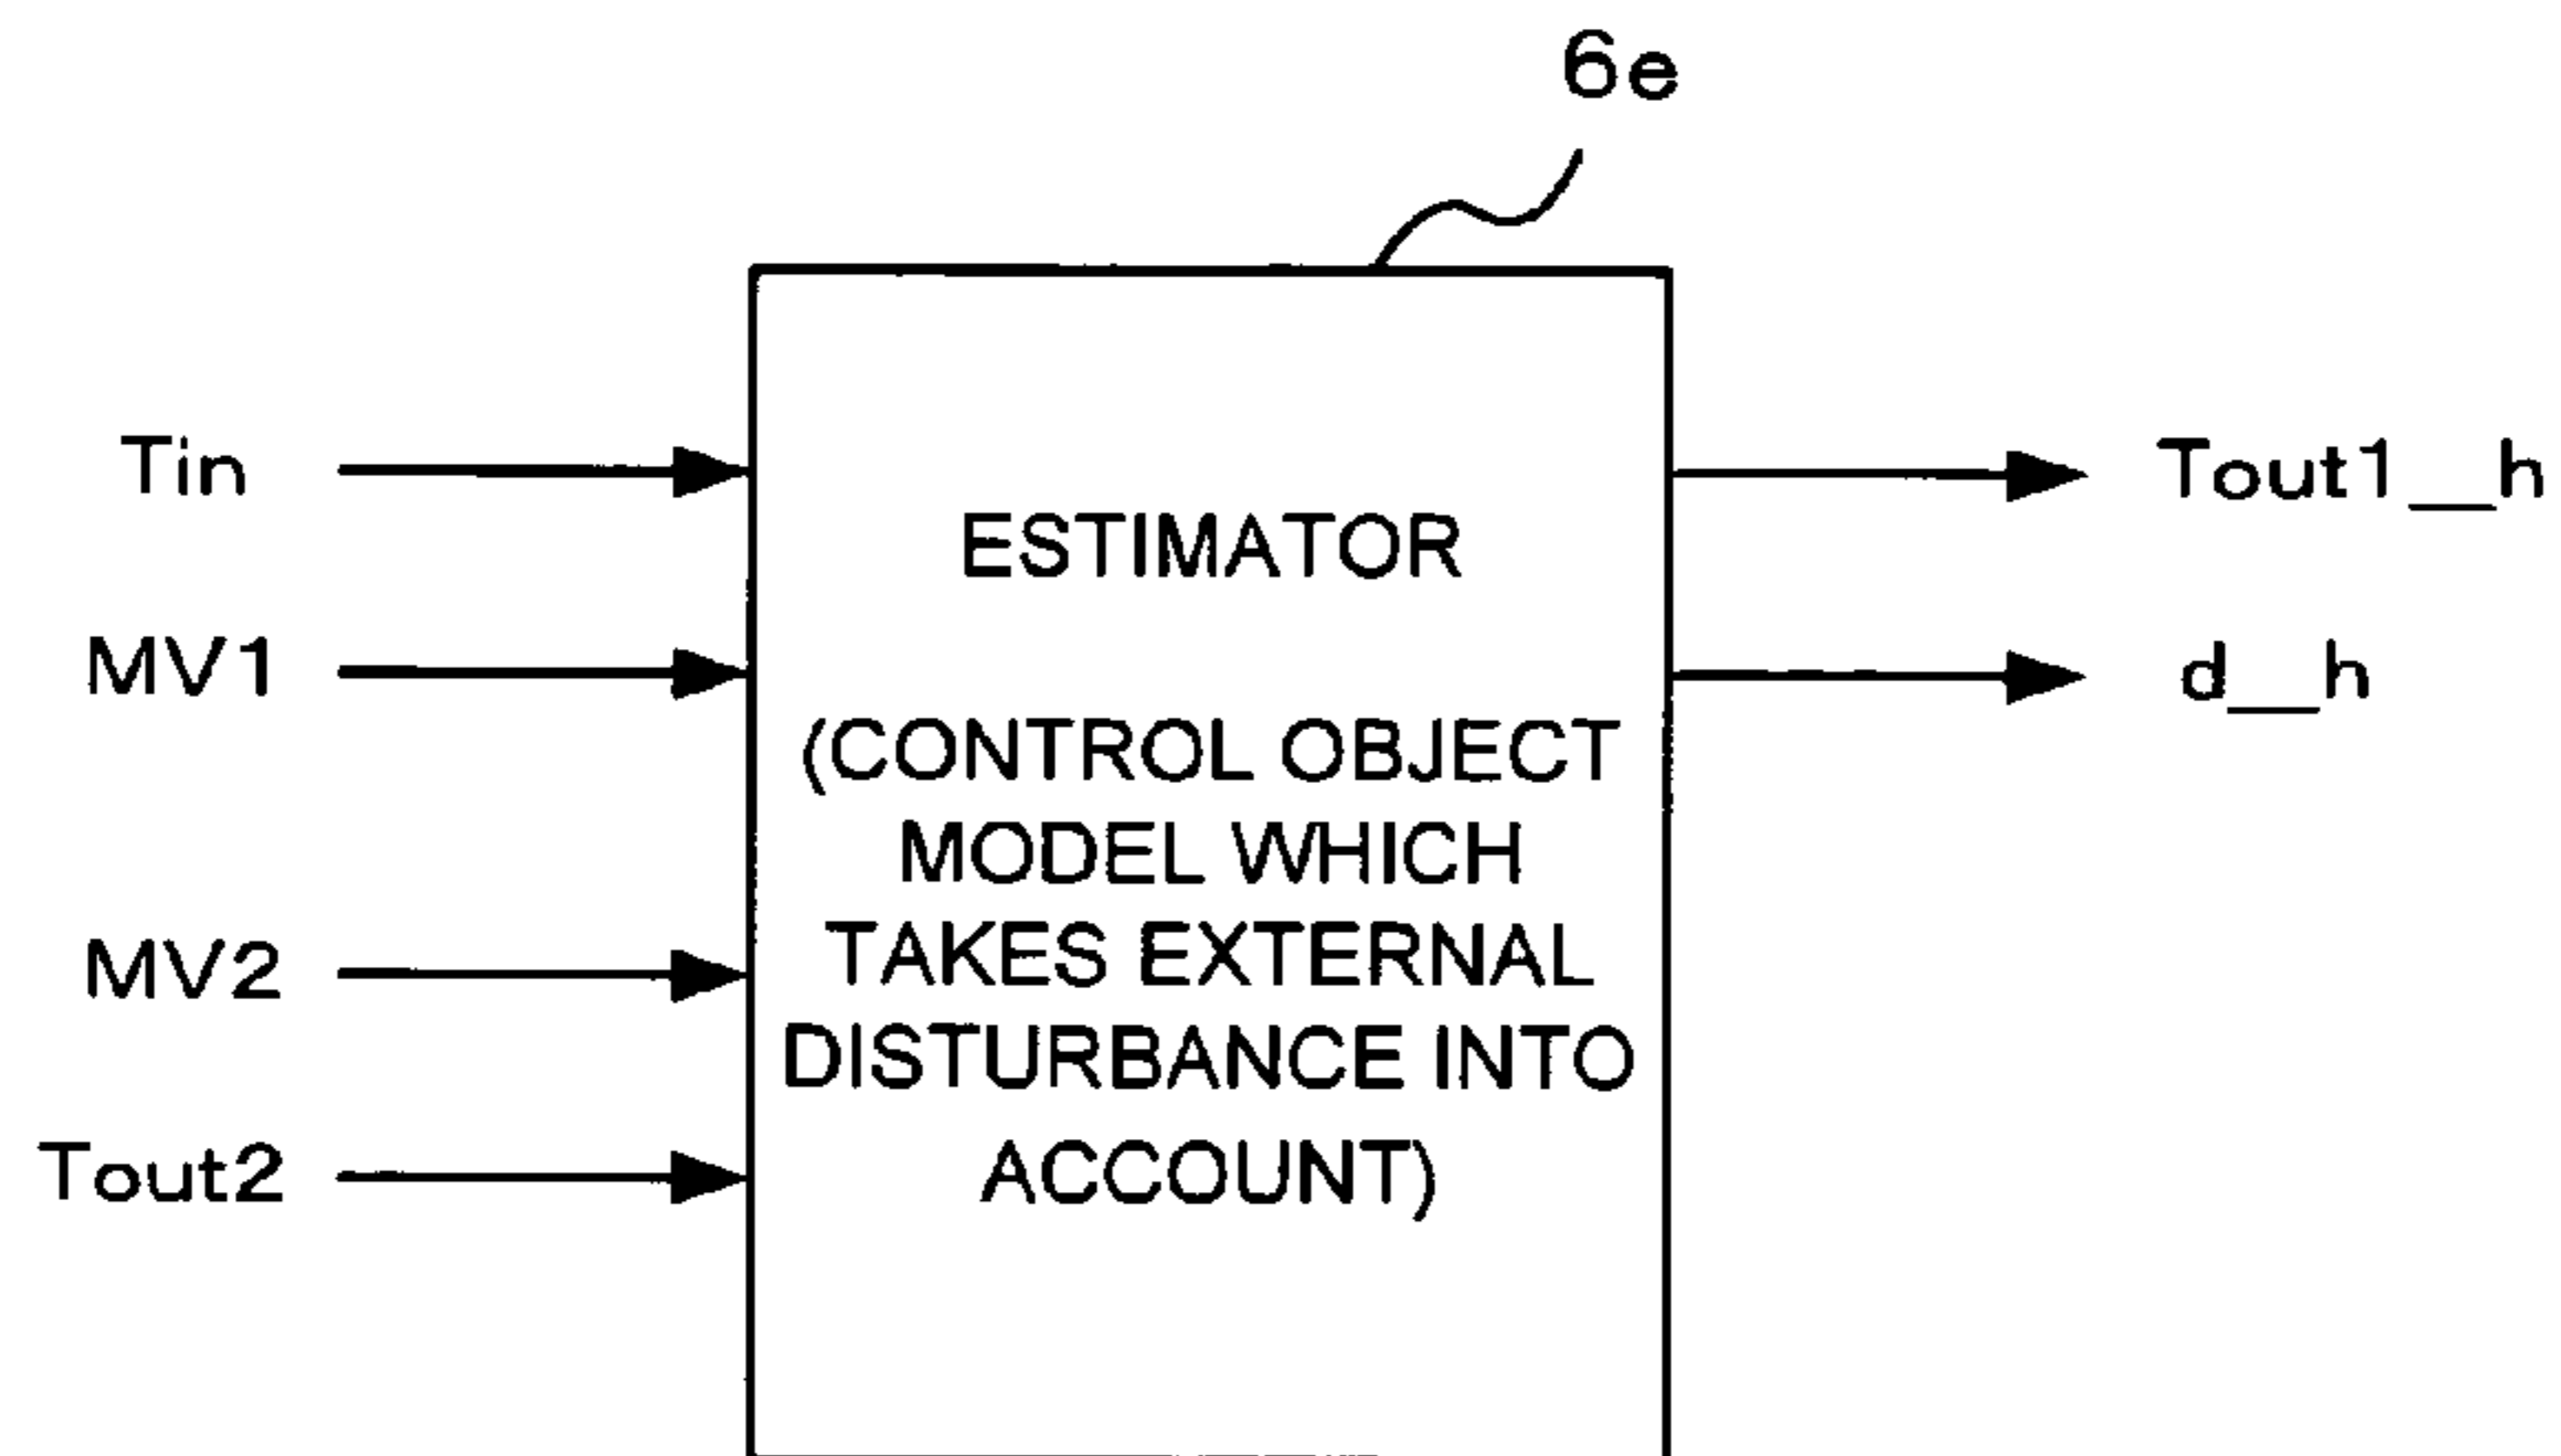 6e
Tin
MV1
MV2
Tout2
ESTIMATOR
(CONTROL OBJECT
MODEL WHICH
TAKES EXTERNAL
DISTURBANCE INTO
ACCOUNT)
Tout1__h
d__h